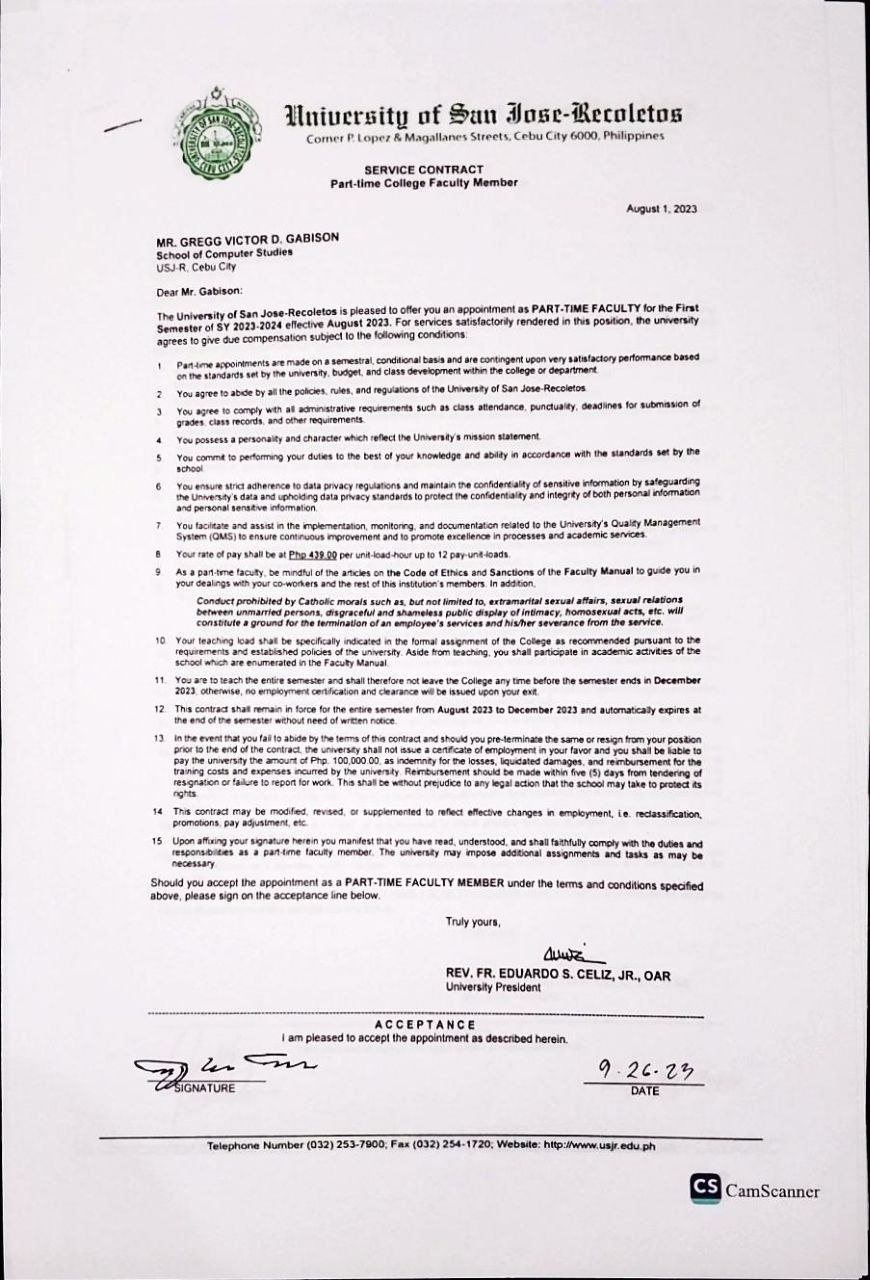 University of San Jose-Recoletos
Corner P. Lopez & Magallanes Streets, Cebu City 6000, Philippines
SERVICE CONTRACT
Part-time College Faculty Member
August 1, 2023
MR. GREGG VICTOR D. GABISON
School of Computer Studies
USJ-R, Cebu City
Dear Mr. Gabison:
The University of San Jose-Recoletos is pleased to offer you an appointment as PART-TIME FACULTY for the First
Semester of SY 2023-2024 effective August 2023. For services satisfactorily rendered in this position, the university
agrees to give due compensation subject to the following conditions:
1 Part-time appointments are made on a semestral, conditional basis and are contingent upon very satisfactory performance based
on the standards set by the university, budget, and class development within the college or department.
2 You agree to abide by all the policies, rules, and regulations of the University of San Jose-Recoletos.
3 You agree to comply with all administrative requirements such as class attendance, punctuality, deadlines for submission of
grades, class records, and other requirements.
4 You possess a personality and character which reflect the University's mission statement.
5 You commit to performing your duties to the best of your knowledge and ability in accordance with the standards set by the
school.
6 You ensure strict adherence to data privacy regulations and maintain the confidentiality of sensitive information by safeguarding
the University's data and upholding data privacy standards to protect the confidentiality and integrity of both personal information
and personal sensitive information.
7. You facilitate and assist in the implementation, monitoring, and documentation related to the University's Quality Management
System (QMS) to ensure continuous improvement and to promote excellence in processes and academic services.
8 Your rate of pay shall be at Php 439.00 per unit-load-hour up to 12 pay-unit-loads.
9. As a part-time faculty, be mindful of the articles on the Code of Ethics and Sanctions of the Faculty Manual to guide you in
your dealings with your co-workers and the rest of this institution's members. In addition,
Conduct prohibited by Catholic morals such as, but not limited to, extramarital sexual affairs, sexual relations
between unmarried persons, disgraceful and shameless public display of intimacy, homosexual acts, etc. will
constitute a ground for the termination of an employee's services and his/her severance from the service.
10. Your teaching load shall be specifically indicated in the formal assignment of the College as recommended pursuant to the
requirements and established policies of the university. Aside from teaching, you shall participate in academic activities of the
school which are enumerated in the Faculty Manual.
11. You are to teach the entire semester and shall therefore not leave the College any time before the semester ends in December
2023, otherwise, no employment certification and clearance will be issued upon your exit.
12. This contract shall remain in force for the entire semester from August 2023 to December 2023 and automatically expires at
the end of the semester without need of written notice.
13. In the event that you fail to abide by the terms of this contract and should you pre-terminate the same or resign from your position
prior to the end of the contract, the university shall not issue a certificate of employment in your favor and you shall be liable to
pay the university the amount of Php. 100,000.00, as indemnity for the losses, liquidated damages, and reimbursement for the
training costs and expenses incurred by the university. Reimbursement should be made within five (5) days from tendering of
resignation or failure to report for work. This shall be without prejudice to any legal action that the school may take to protect its
rights.
14 This contract may be modified, revised, or supplemented to reflect effective changes in employment, i.e. reclassification,
promotions, pay adjustment, etc.
15 Upon affixing your signature herein you manifest that you have read, understood, and shall faithfully comply with the duties and
responsibilities as a part-time faculty member. The university may impose additional assignments and tasks as may be
necessary.
Should you accept the appointment as a PART-TIME FACULTY MEMBER under the terms and conditions specified
above, please sign on the acceptance line below.
Truly yours,
REV. FR. EDUARDO S. CELIZ, JR., OAR
University President
ACCEPTANCE
I am pleased to accept the appointment as described herein.
9.26.23
SIGNATURE
DATE
Telephone Number (032) 253-7900; Fax (032) 254-1720; Website: http://www.usjr.edu.ph
CS CamScanner